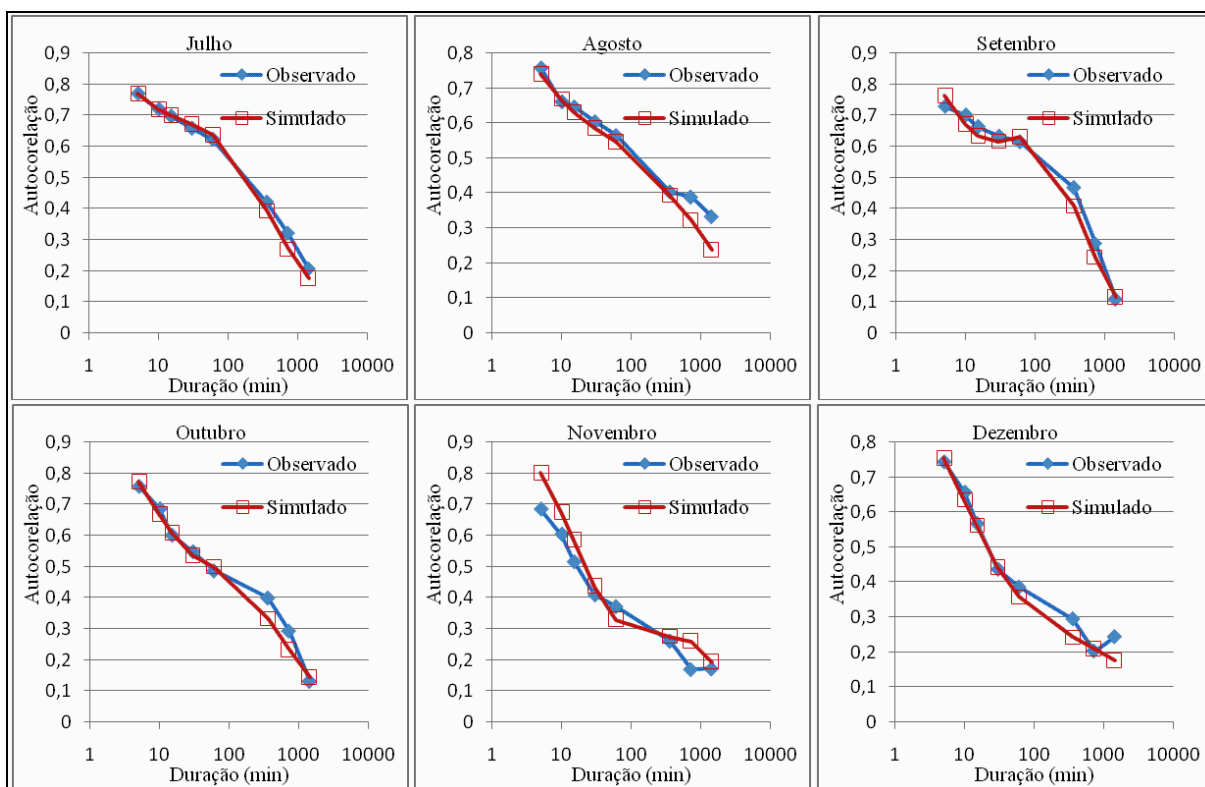 Julho
0,9
0,8
0,7
0,6
0,5
0,4
0,3
0,2
0,1
0
Autocorelação
Observado
Simulado
1 10 100 1000 10000
Duração (min)
Agosto
0,8
0,7
0,6
0,5
0,4
0,3
0,2
0,1
0
Autocorelação
Observado
Simulado
1 10 100 1000 10000
Duração (min)
Setembro
0,9
0,8
0,7
0,6
0,5
0,4
0,3
0,2
0,1
0
Autocorelação
Observado
Simulado
1 10 100 1000 10000
Duração (min)
Outubro
0,9
0,8
0,7
0,6
0,5
0,4
0,3
0,2
0,1
0
Autocorelação
Observado
Simulado
1 10 100 1000 10000
Duração (min)
Novembro
0,9
0,8
0,7
0,6
0,5
0,4
0,3
0,2
0,1
0
Autocorelação
Observado
Simulado
1 10 100 1000 10000
Duração (min)
Dezembro
0,8
0,7
0,6
0,5
0,4
0,3
0,2
0,1
0
Autocorelação
Observado
Simulado
1 10 100 1000 10000
Duração (min)